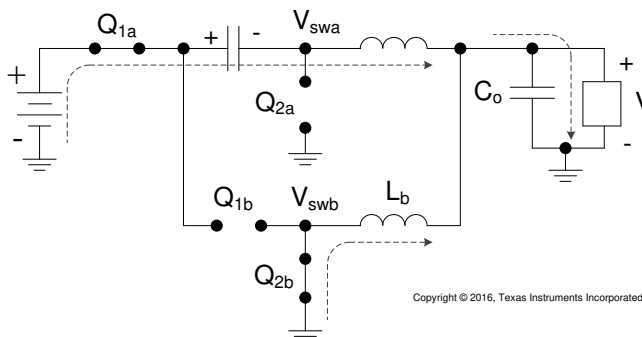 Q1a
+ -
Vswa
+
-
Q2a
Co
+
V
-
Q1b
Vswb
Lb
Q2b
Copyright © 2016, Texas Instruments Incorporated